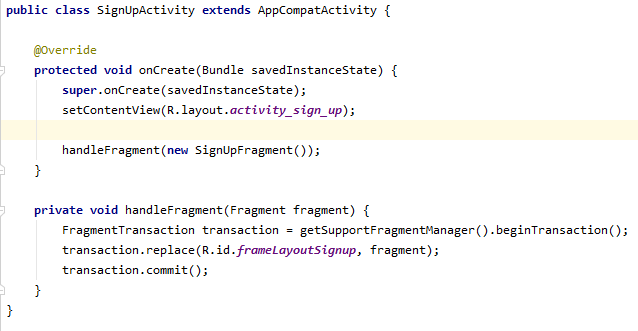 public class SignUpActivity extends AppCompatActivity {
@Override
protected void onCreate(Bundle savedInstanceState) {
super.onCreate(savedInstanceState);
setContentView(R.layout.activity_sign_up);
handleFragment(new SignUpFragment());
}
private void handleFragment(Fragment fragment) {
FragmentTransaction transaction = getSupportFragmentManager().beginTransaction();
transaction.replace(R.id.frameLayoutSignup, fragment);
transaction.commit();
}
}